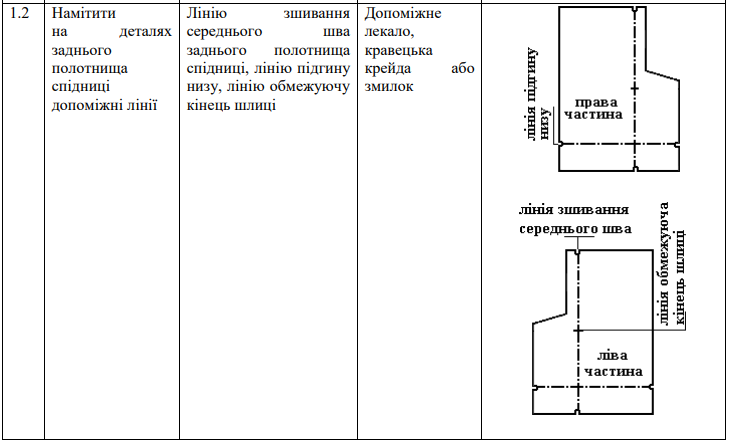 1.2
Намітити
на деталях
заднього
полотнища
спідниці
допоміжні лінії
Лінію зшивання
середнього шва
заднього полотнища
спідниці, лінію підгину
низу, лінію обмежуючу
кінець шлиці
Допоміжне
лекало,
кравецька
крейда або
змилок
лінія підгину
низу
права
частина
лінія зшивання
середнього шва
лінія обмежуюча
кінець шлиці
ліва
частина